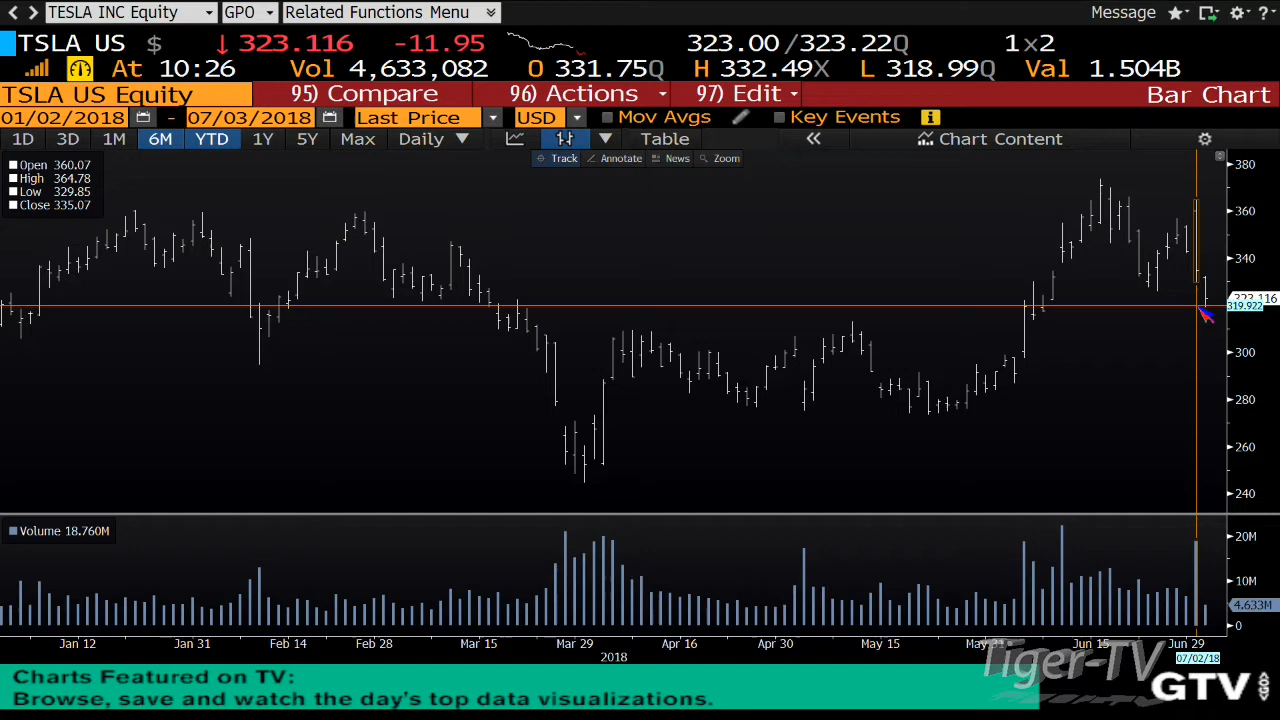 TESLA INC Equity GPO Related Functions Menu Message ?
TSLA US $ ↓323.116 -11.95 323.00/323.22Q 1x2
At 10:26 Vol 4,633,082 O 331.75Q H 332.49X L 318.99Q Val 1.504B
TSLA US Equity 95) Compare 96) Actions 97) Edit Bar Chart
01/02/2018 - 07/03/2018 Last Price USD Mov Avgs Key Events
1D 3D 1M 6M YTD 1Y 5Y Max Daily Table « Chart Content
Track Annotate News Zoom
Open 360.07
High 364.78
Low 329.85
Close 335.07
380
360
340
319.922
300
280
260
240
Volume 18.760M
20M
10M
4.633M
0
Jan 12 Jan 31 Feb 14 Feb 28 Mar 15 Mar 29 Apr 16 Apr 30 May 15 May 31 Jun 15 Jun 29
2018 07/02/18
Tiger-TV
GTV
Charts Featured on TV:
Browse, save and watch the day's top data visualizations.